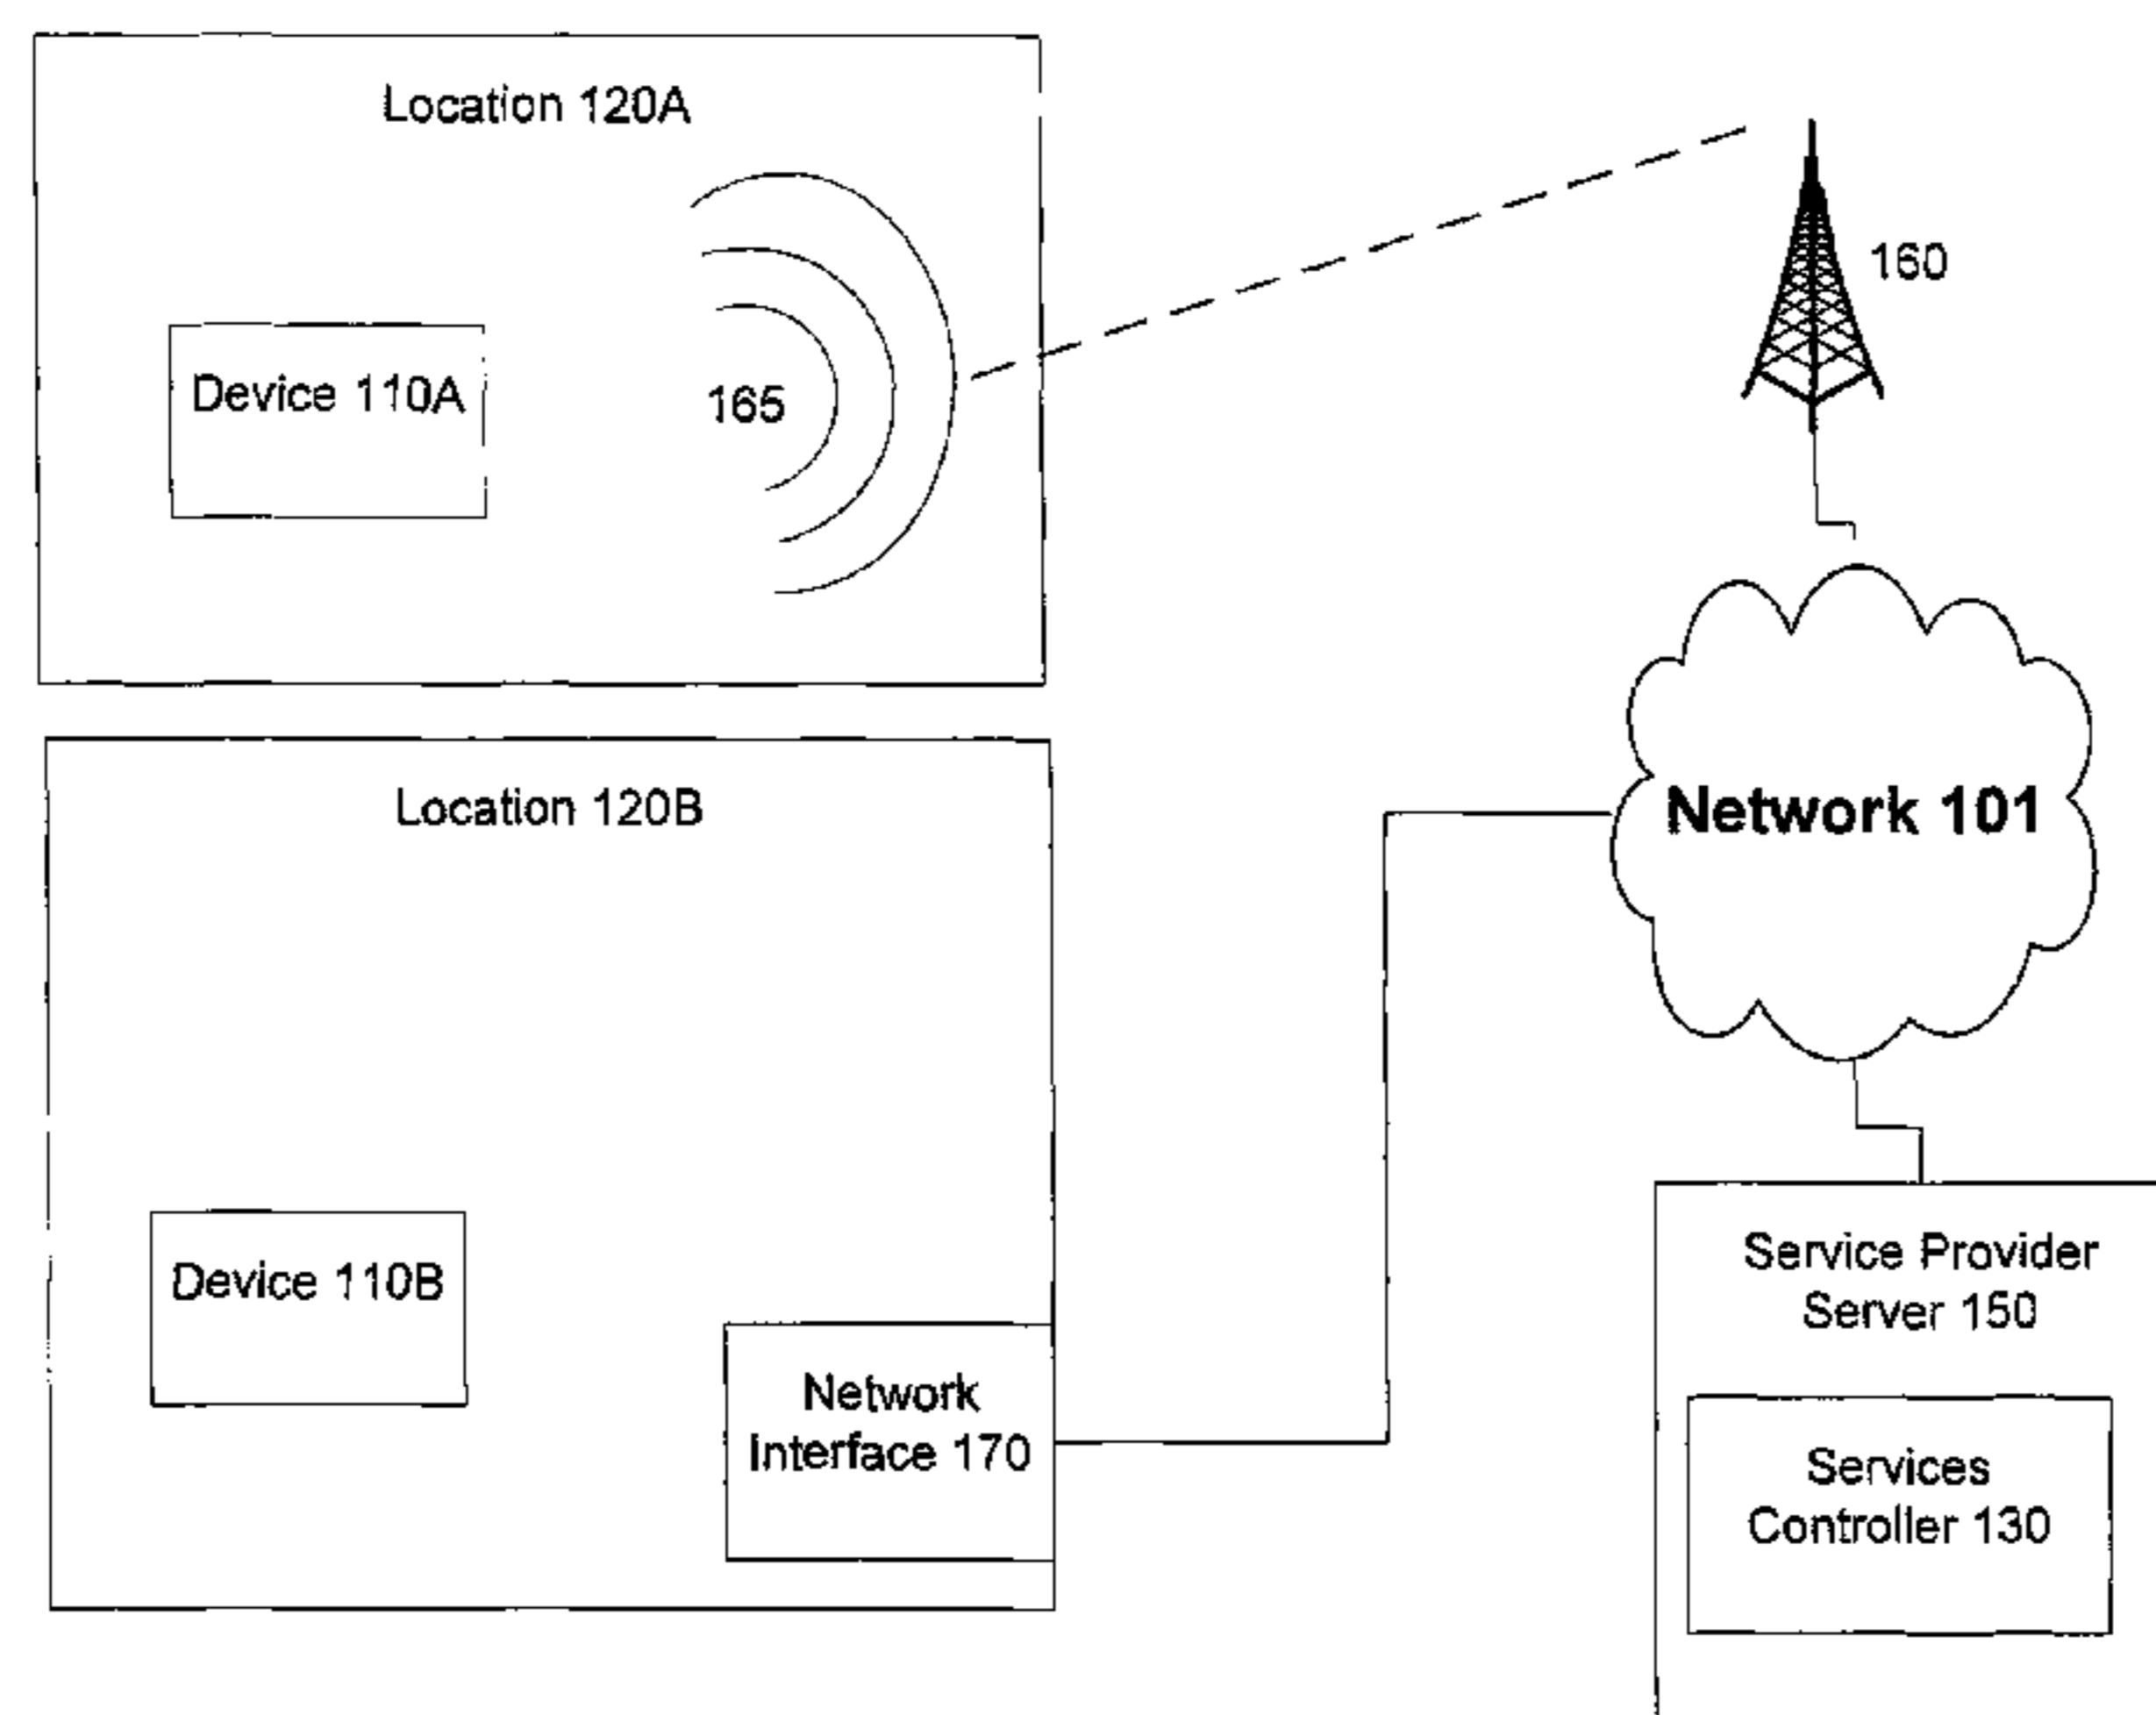 Location 120A
160
Device 110A
165
Location 120B
Network 101
Device 110B
Service Provider
Server 150
Network
Interface 170
Services
Controller 130